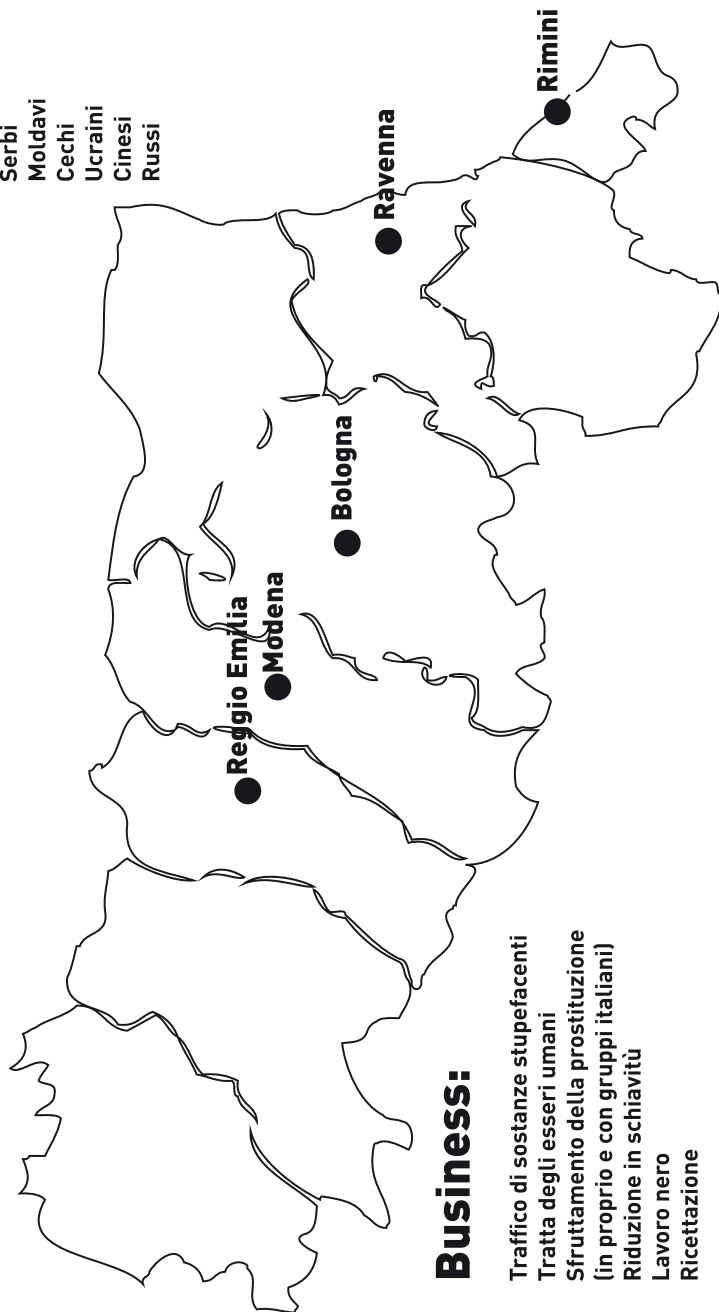 Serbi
Moldavi
Cechi
Ucraini
Cinesi
Russi
Reggio Emilia
Modena
Bologna
Ravenna
Rimini
Business:
Traffico di sostanze stupefacenti
Tratta degli esseri umani
Sfruttamento della prostituzione
(in proprio e con gruppi italiani)
Riduzione in schiavitù
Lavoro nero
Ricettazione